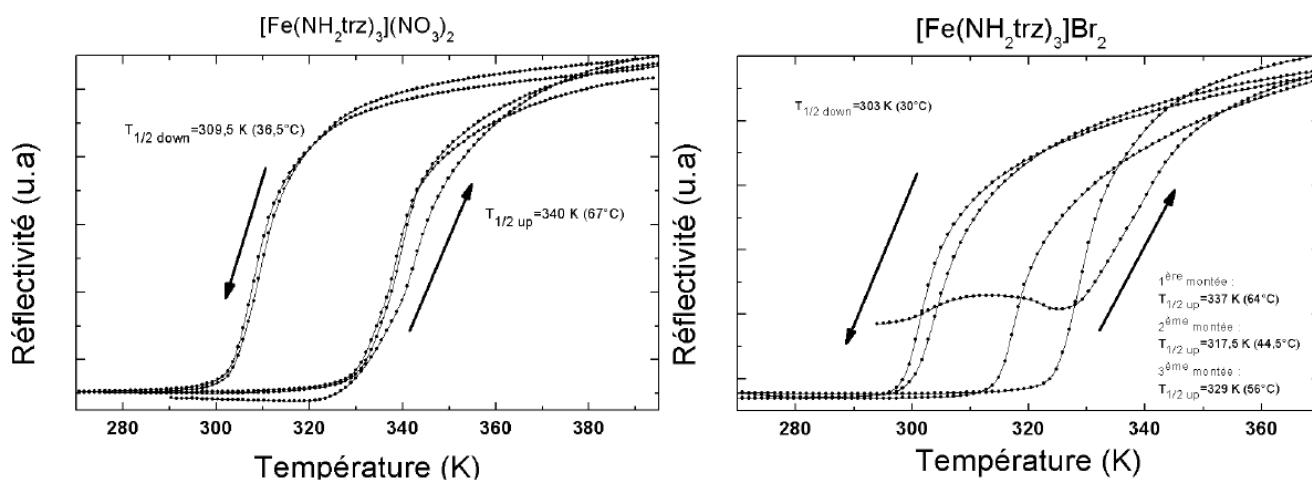 [Fe(NH2trz)3](NO3)2
Réflectivité (u.a)
T1/2 down=309,5 K (36,5°C)
T1/2 up=340 K (67°C)
280 300 320 340 360 380
Température (K)
[Fe(NH2trz)3]Br2
Réflectivité (u.a)
T1/2 down=303 K (30°C)
1ère montée :
T1/2 up=337 K (64°C)
2ème montée :
T1/2 up=317,5 K (44,5°C)
3ème montée :
T1/2 up=329 K (56°C)
280 300 320 340 360
Température (K)